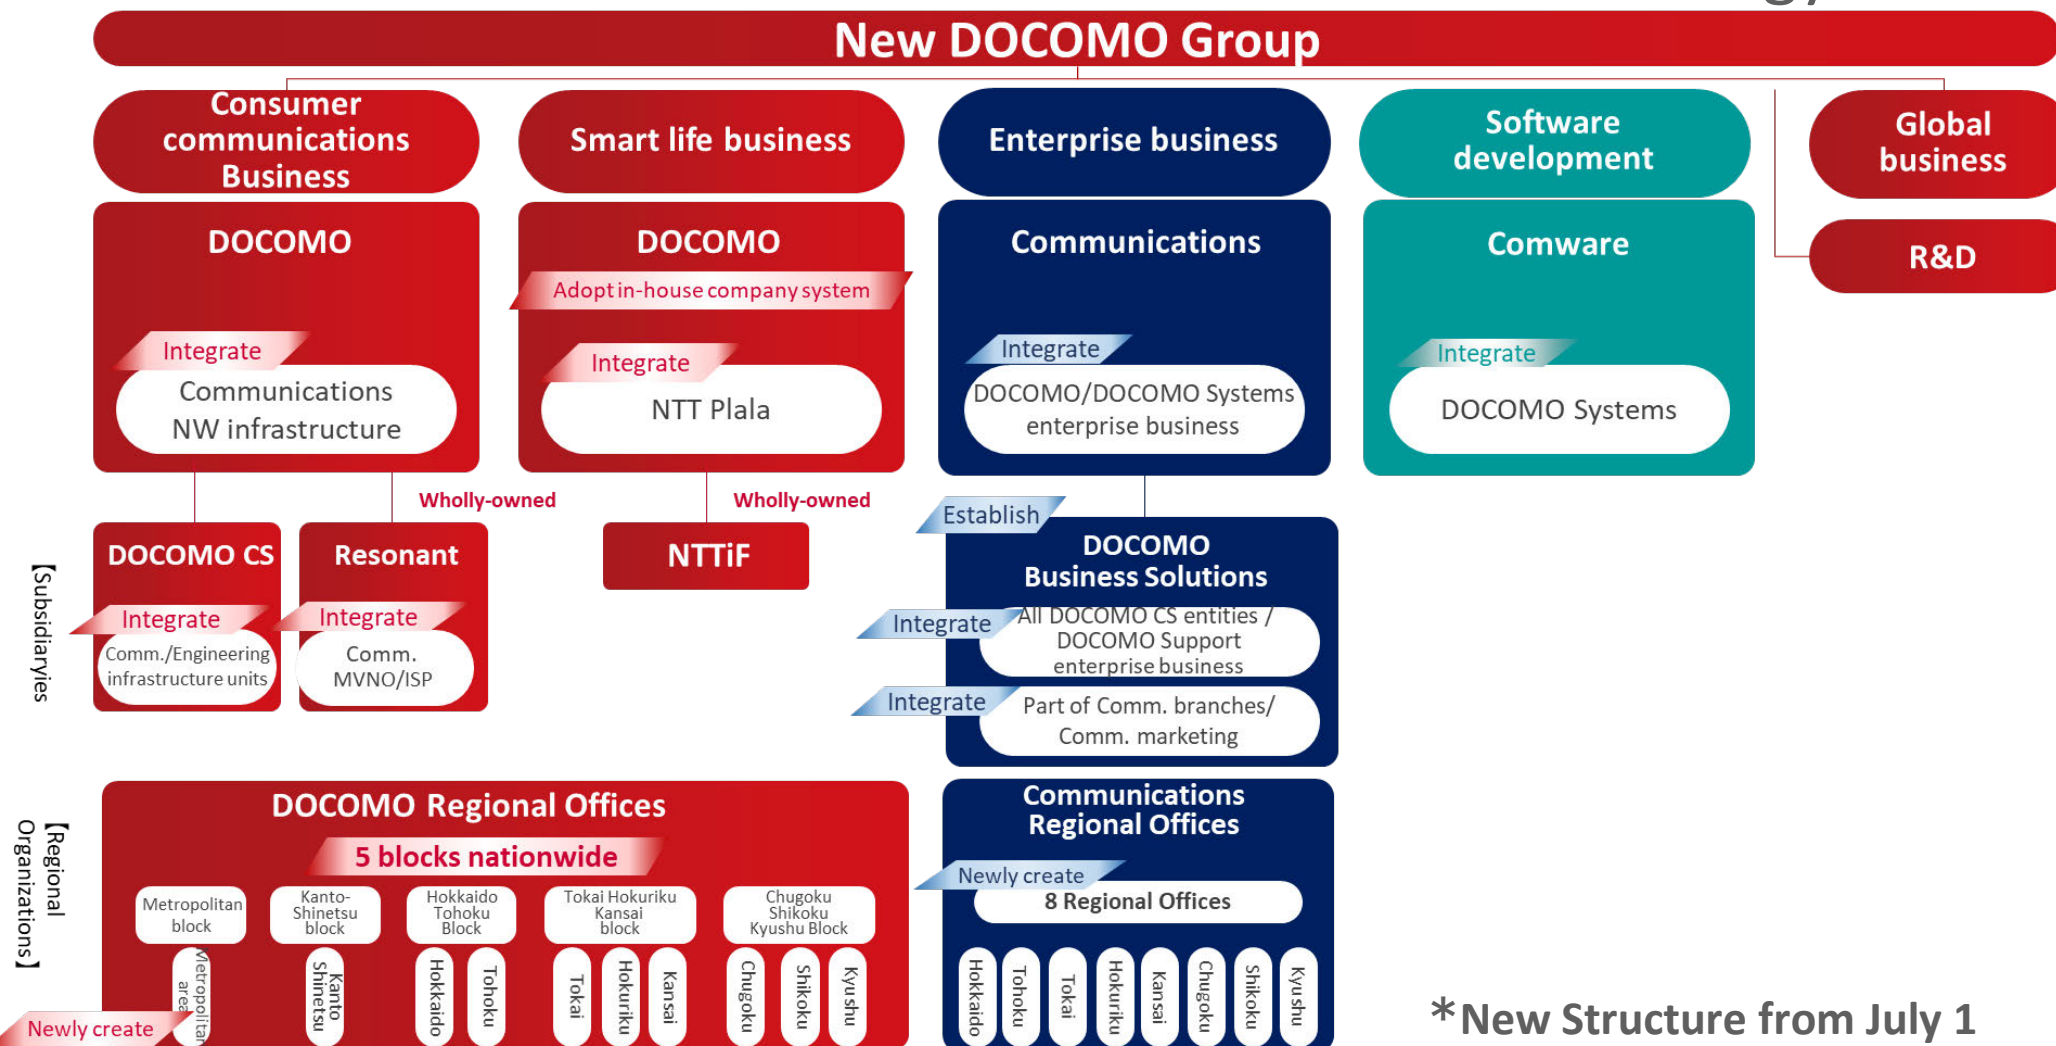 New DOCOMO Group
Consumer
communications
Business
Smart life business
Enterprise business
Software
development
Global
business
R&D
DOCOMO
Integrate
Communications
NW infrastructure
DOCOMO
Adopt in-house company system
Integrate
NTT Plala
Communications
Integrate
DOCOMO/DOCOMO Systems
enterprise business
Comware
Integrate
DOCOMO Systems
Wholly-owned
Wholly-owned
【Subsidiaryies
DOCOMO CS
Integrate
Comm./Engineering
infrastructure units
Resonant
Integrate
Comm.
MVNO/ISP
NTTiF
Establish
DOCOMO
Business Solutions
Integrate
All DOCOMO CS entities /
DOCOMO Support
enterprise business
Integrate
Part of Comm. branches/
Comm. marketing
【Regional
Organizations】
DOCOMO Regional Offices
5 blocks nationwide
Metropolitan
block
Kanto-
Shinetsu
block
Hokkaido
Tohoku
Block
Tokai Hokuriku
Kansai
block
Chugoku
Shikoku
Kyushu Block
Metropolitan
area
Kanto
Shinetsu
Hokkaido
Tohoku
Tokai
Hokuriku
Kansai
Chugoku
Shikoku
Kyushu
Newly create
Communications
Regional Offices
Newly create
8 Regional Offices
Hokkaido
Tohoku
Tokai
Hokuriku
Kansai
Chugoku
Shikoku
Kyushu
*New Structure from July 1